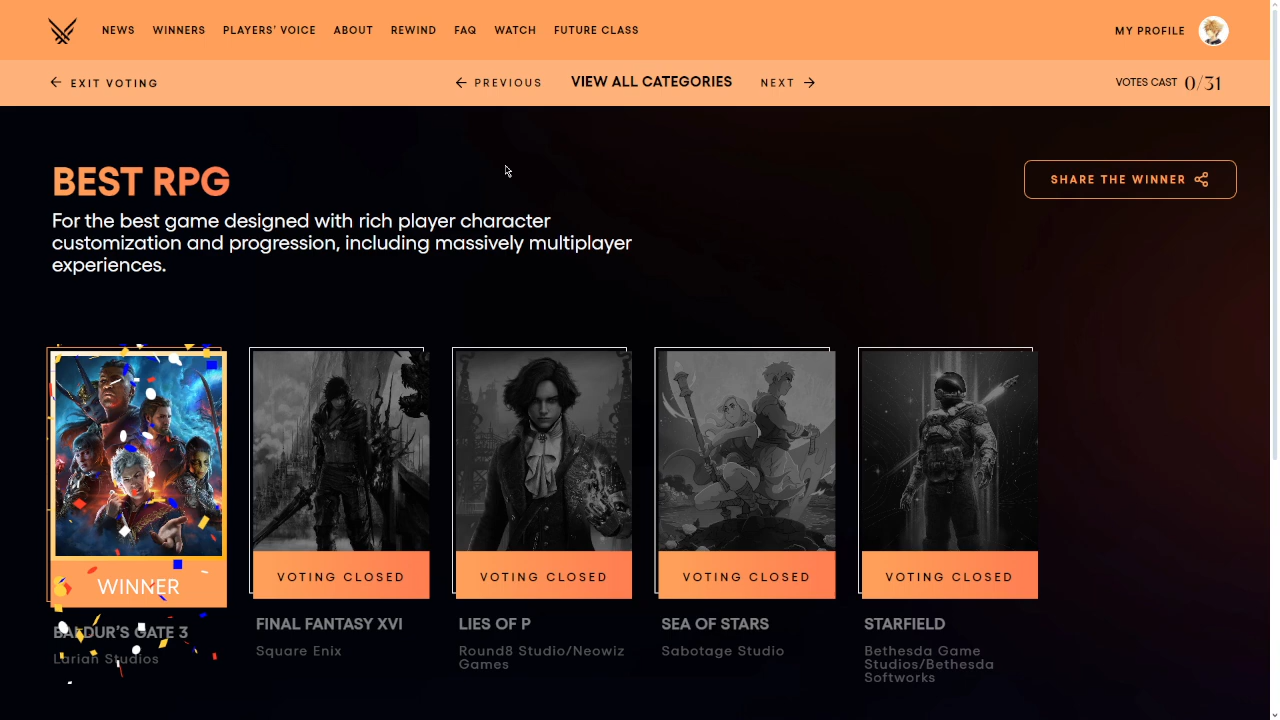 NEWS WINNERS PLAYERS' VOICE ABOUT REWIND FAQ WATCH FUTURE CLASS MY PROFILE
EXIT VOTING PREVIOUS VIEW ALL CATEGORIES NEXT VOTES CAST 0/31
BEST RPG
SHARE THE WINNER
For the best game designed with rich player character
customization and progression, including massively multiplayer
experiences.
WINNER
BALDUR'S GATE 3
Larian Studios
VOTING CLOSED
FINAL FANTASY XVI
Square Enix
VOTING CLOSED
LIES OF P
Round8 Studio/Neowiz
Games
VOTING CLOSED
SEA OF STARS
Sabotage Studio
VOTING CLOSED
STARFIELD
Bethesda Game
Studios/Bethesda
Softworks